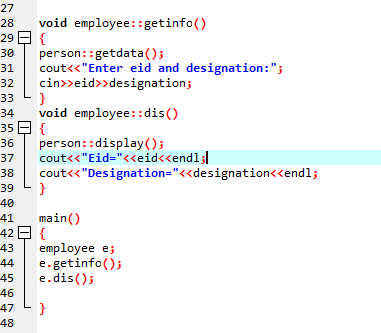 27
28 void employee::getinfo()
29 {
30 person::getdata();
31 cout<<"Enter eid and designation:";
32 cin>>eid>>designation;
33 }
34 void employee::dis()
35 {
36 person::display();
37 cout<<"Eid="<<eid<<endl;
38 cout<<"Designation="<<designation<<endl;
39 }
40
41 main()
42 {
43 employee e;
44 e.getinfo();
45 e.dis();
46
47 }
48